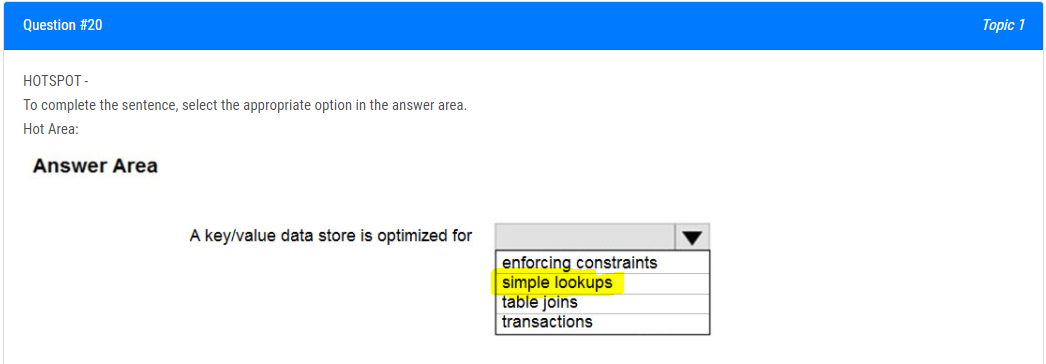 Question #20
Topic 1
HOTSPOT -
To complete the sentence, select the appropriate option in the answer area.
Hot Area:
Answer Area
A key/value data store is optimized for
enforcing constraints
simple lookups
table joins
transactions